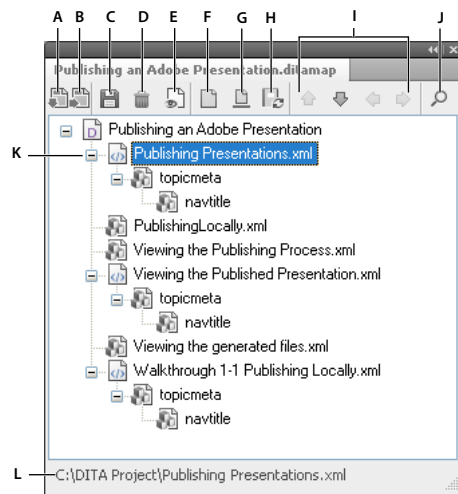 A B C D E F G H I J
Publishing an Adobe Presentation.ditamap
Publishing an Adobe Presentation
K
Publishing Presentations.xml
topicmeta
navtitle
PublishingLocally.xml
Viewing the Publishing Process.xml
Viewing the Published Presentation.xml
topicmeta
navtitle
Viewing the generated files.xml
Walkthrough 1-1 Publishing Locally.xml
topicmeta
navtitle
L C:\DITA Project\Publishing Presentations.xml